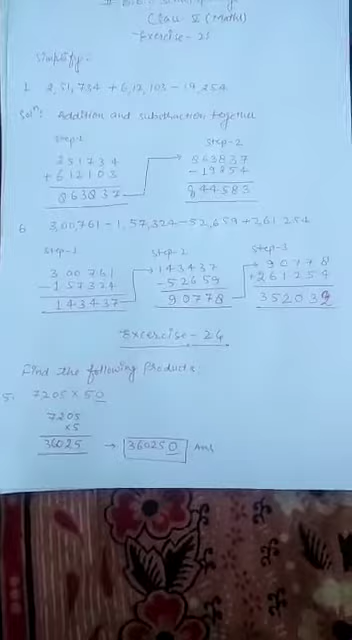 Class V (Maths)
Exercise - 25
Simplify:
1. 2,51,734 + 6,12,103 - 19,254
Solⁿ: Addition and subtraction together
Step-1
251734
+ 612103
863837
Step-2
863837
- 19254
844583
6. 3,00,761 - 1,57,324 - 52,659 + 2,61,254
Step-1
300761
- 157324
143437
Step-2
143437
- 52659
90778
Step-3
90778
+ 261254
352032
Excercise - 26
Find the following products:
5. 7205 × 50
7205
×5
36025 → 360250 Ans